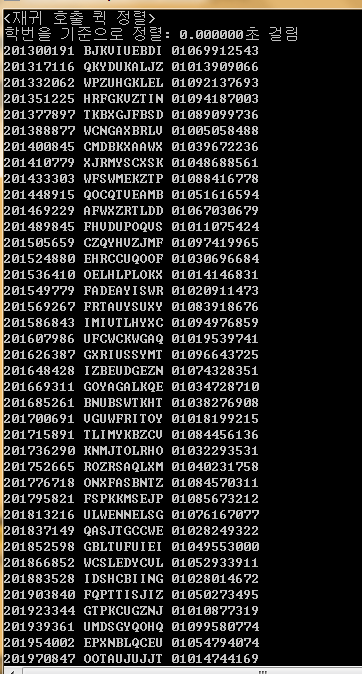 <재귀 호출 퀵 정렬>
학번을 기준으로 정렬: 0.000000초 걸림
201300191 BJKVIUEBDI 01069912543
201317116 QKYDUKALJZ 01013909066
201332062 WPZUHGKLEL 01092137693
201351225 HRFGKVZTIN 01094187003
201377897 TKBXGJFBSD 01089099736
201388877 WCNGAXBRLV 01005058488
201400845 CMDBKXAAWX 01039672236
201410779 XJRMYSCXSK 01048688561
201433303 WFSWMEKZTP 01088416778
201448915 QOCQTVEAMB 01051616594
201469229 AFWXZRTLDD 01067030679
201489845 FHVDUPOQVS 01011075424
201505659 CZQYHVZJMF 01097419965
201524880 EHRCCUQOOF 01030696684
201536410 OELHLPLOKX 01014146831
201549779 FADEAYISWR 01020911473
201569267 FRTAUYSUXY 01083918676
201586843 IMIVTLHYXC 01094976859
201607986 UFCWCKWGAQ 01019539741
201626387 GXRIUSSYMT 01096643725
201648428 IZBEUDGEZN 01074328351
201669311 GOYAGALKQE 01034728710
201685261 BNUBSWTKHT 01038276908
201700691 VGUWFRITOY 01018199215
201715891 TLIMYKBZCV 01084456136
201736290 KNMJTOLRHO 01032293531
201752665 ROZRSAQLXM 01040231758
201776718 ONXFASBNTZ 01084570311
201795821 FSPKKMSEJP 01085673212
201813216 ULWENNELSG 01076167077
201837149 QASJTGCCWE 01028249322
201852598 GBLTUFUIEI 01049553000
201866852 WCSLEDYCVL 01052933911
201883528 IDSHCBIING 01028014672
201903840 FQPTTISJIZ 01050273495
201923344 GTPKCUGZNJ 01010877319
201939361 UMDSGYQOHQ 01099580774
201954002 EPXNBLQCEU 01054794074
201970847 OOTAUJUJJT 01014744169